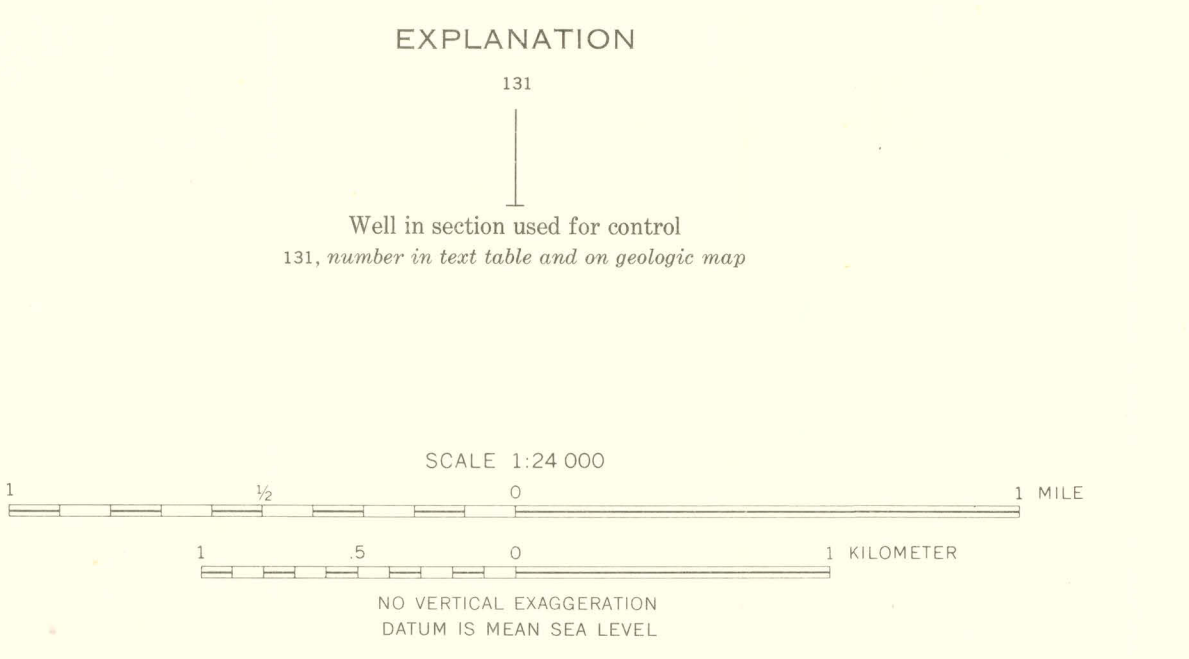 EXPLANATION
131
Well in section used for control
131, number in text table and on geologic map
SCALE 1:24 000
1 ½ 0 1 MILE
1 .5 0 1 KILOMETER
NO VERTICAL EXAGGERATION
DATUM IS MEAN SEA LEVEL